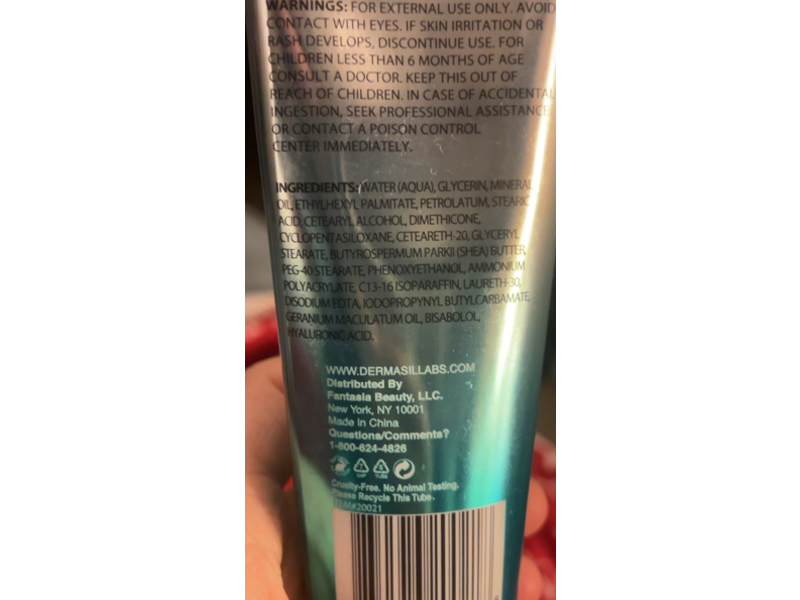 WARNINGS: FOR EXTERNAL USE ONLY. AVOID
CONTACT WITH EYES. IF SKIN IRRITATION OR
RASH DEVELOPS, DISCONTINUE USE. FOR
CHILDREN LESS THAN 6 MONTHS OF AGE
CONSULT A DOCTOR. KEEP THIS OUT OF
REACH OF CHILDREN. IN CASE OF ACCIDENTAL
INGESTION, SEEK PROFESSIONAL ASSISTANCE
OR CONTACT A POISON CONTROL
CENTER IMMEDIATELY.
INGREDIENTS: WATER (AQUA), GLYCERIN, MINERAL
OIL, ETHYLHEXYL PALMITATE, PETROLATUM, STEARIC
ACID, CETEARYL ALCOHOL, DIMETHICONE,
CYCLOPENTASILOXANE, CETEARETH-20, GLYCERYL
STEARATE, BUTYROSPERMUM PARKII (SHEA) BUTTER,
PEG-40 STEARATE, PHENOXYETHANOL, AMMONIUM
POLYACRYLATE, C13-16 ISOPARAFFIN, LAURETH-30,
DISODIUM EDTA, IODOPROPYNYL BUTYLCARBAMATE,
GERANIUM MACULATUM OIL, BISABOLOL,
HYALURONIC ACID.
WWW.DERMASILLABS.COM
Distributed By
Fantasia Beauty, LLC.
New York, NY 10001
Made in China
Questions/Comments?
1-800-624-4826
CAP TUBE
Cruelty-Free. No Animal Testing.
Please Recycle This Tube.
ITEM#20021